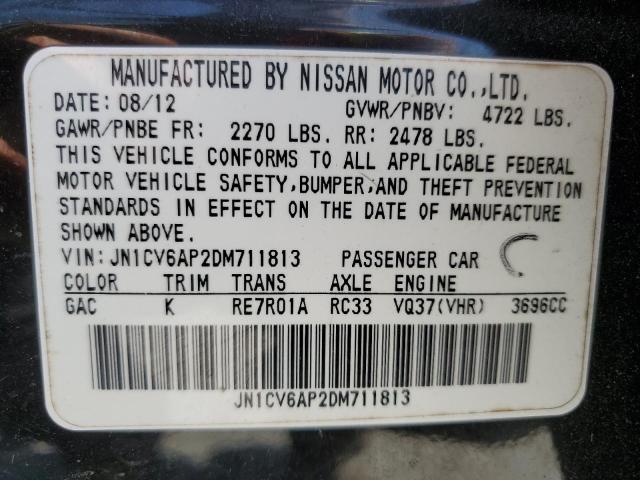 MANUFACTURED BY NISSAN MOTOR CO.,LTD.
DATE: 08/12 GVWR/PNBV: 4722 LBS.
GAWR/PNBE FR: 2270 LBS. RR: 2478 LBS.
THIS VEHICLE CONFORMS TO ALL APPLICABLE FEDERAL
MOTOR VEHICLE SAFETY,BUMPER,AND THEFT PREVENTION
STANDARDS IN EFFECT ON THE DATE OF MANUFACTURE
SHOWN ABOVE.
VIN: JN1CV6AP2DM711813 PASSENGER CAR
COLOR TRIM TRANS AXLE ENGINE
GAC K RE7R01A RC33 VQ37(VHR) 3696CC
JN1CV6AP2DM711813